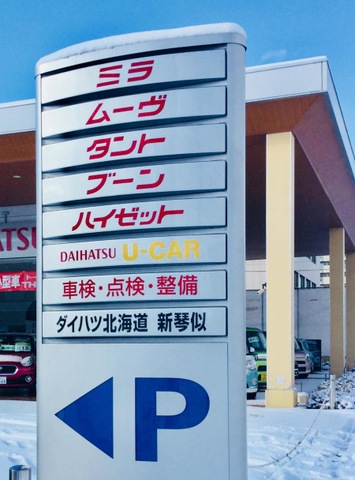 ミラ
ムーヴ
タント
ブーン
ハイゼット
DAIHATSU U-CAR
車検・点検・整備
ダイハツ北海道 新琴似
P